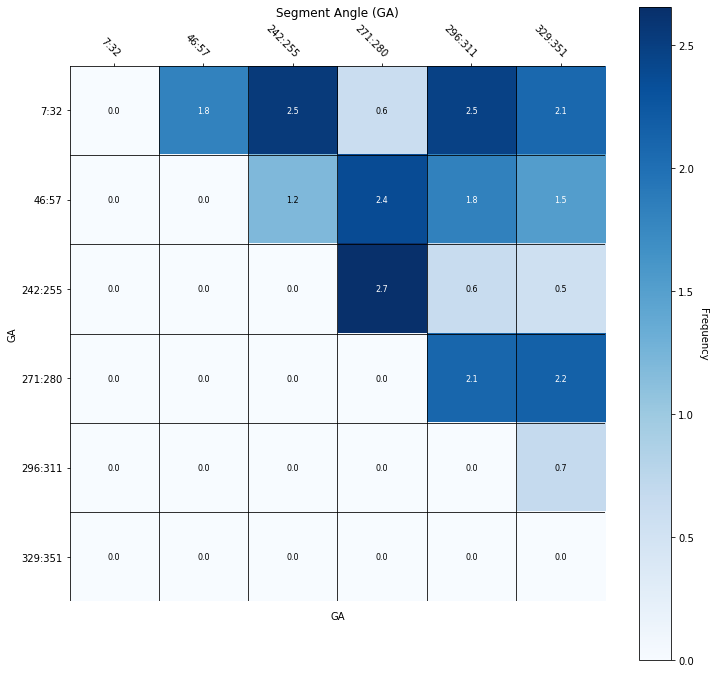 Segment Angle (GA)
7:32 46:57 242:255 271:280 296:311 329:351
7:32 0.0 1.8 2.5 0.6 2.5 2.1
46:57 0.0 0.0 1.2 2.4 1.8 1.5
242:255 0.0 0.0 0.0 2.7 0.6 0.5
271:280 0.0 0.0 0.0 0.0 2.1 2.2
296:311 0.0 0.0 0.0 0.0 0.0 0.7
329:351 0.0 0.0 0.0 0.0 0.0 0.0
GA
GA
2.5
2.0
1.5
1.0
0.5
0.0
Frequency